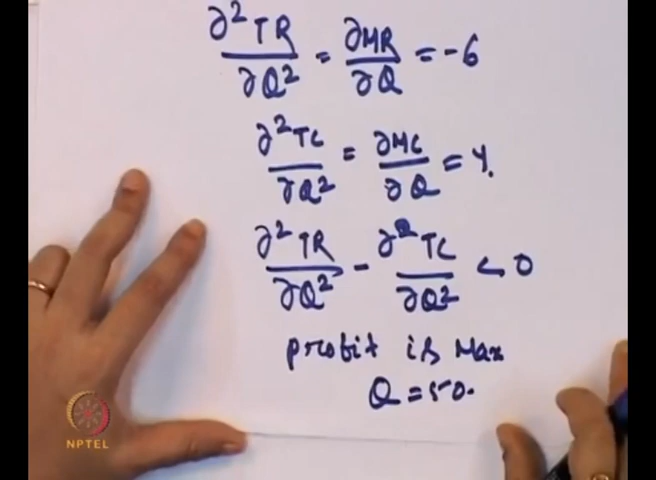 ∂²TR/∂Q² = ∂MR/∂Q = -6
∂²TC/∂Q² = ∂MC/∂Q = 4.
∂²TR/∂Q² - ∂²TC/∂Q² < 0
profit is Max
Q = 50.
NPTEL